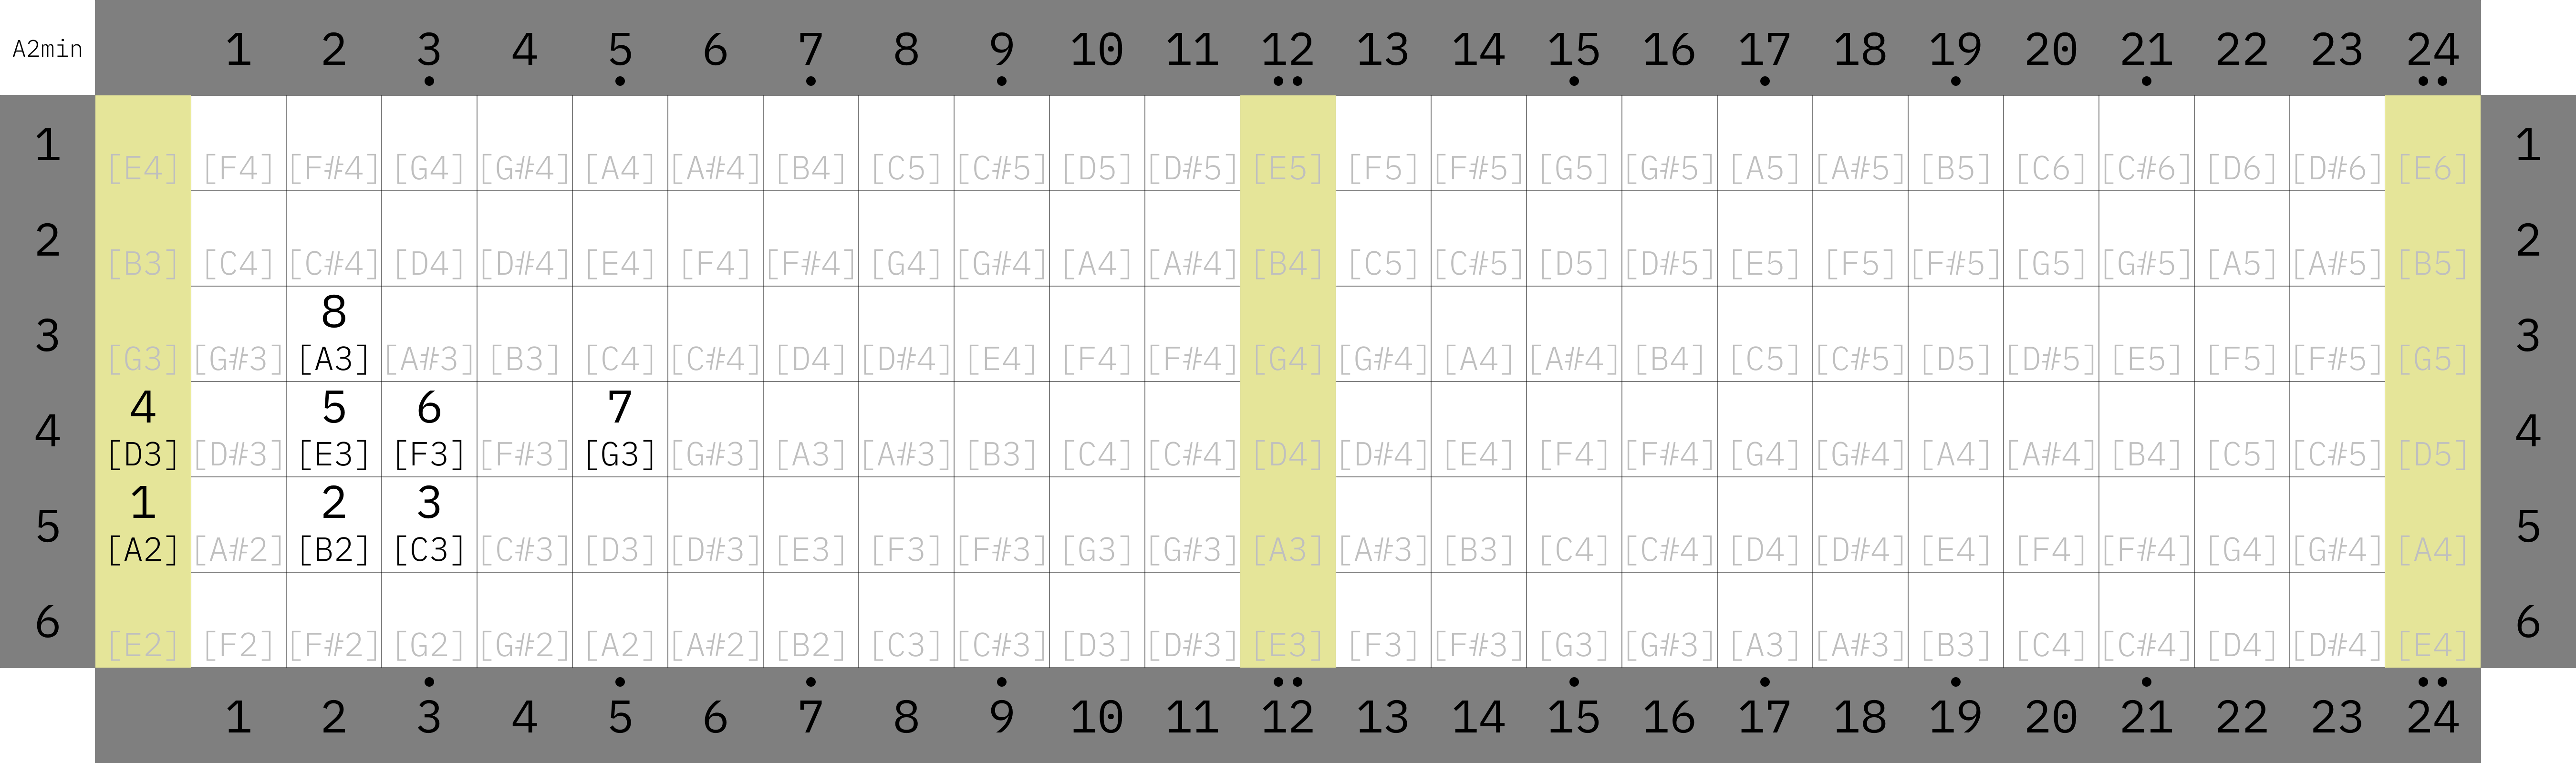 A2min 1 2 3 4 5 6 7 8 9 10 11 12 13 14 15 16 17 18 19 20 21 22 23 24
1 [E4] [F4] [F#4] [G4] [G#4] [A4] [A#4] [B4] [C5] [C#5] [D5] [D#5] [E5] [F5] [F#5] [G5] [G#5] [A5] [A#5] [B5] [C6] [C#6] [D6] [D#6] [E6] 1
2 [B3] [C4] [C#4] [D4] [D#4] [E4] [F4] [F#4] [G4] [G#4] [A4] [A#4] [B4] [C5] [C#5] [D5] [D#5] [E5] [F5] [F#5] [G5] [G#5] [A5] [A#5] [B5] 2
8
3 [G3] [G#3] [A3] [A#3] [B3] [C4] [C#4] [D4] [D#4] [E4] [F4] [F#4] [G4] [G#4] [A4] [A#4] [B4] [C5] [C#5] [D5] [D#5] [E5] [F5] [F#5] [G5] 3
4 5 6 7
4 [D3] [D#3] [E3] [F3] [F#3] [G3] [G#3] [A3] [A#3] [B3] [C4] [C#4] [D4] [D#4] [E4] [F4] [F#4] [G4] [G#4] [A4] [A#4] [B4] [C5] [C#5] [D5] 4
1 2 3
5 [A2] [A#2] [B2] [C3] [C#3] [D3] [D#3] [E3] [F3] [F#3] [G3] [G#3] [A3] [A#3] [B3] [C4] [C#4] [D4] [D#4] [E4] [F4] [F#4] [G4] [G#4] [A4] 5
6 [E2] [F2] [F#2] [G2] [G#2] [A2] [A#2] [B2] [C3] [C#3] [D3] [D#3] [E3] [F3] [F#3] [G3] [G#3] [A3] [A#3] [B3] [C4] [C#4] [D4] [D#4] [E4] 6
1 2 3 4 5 6 7 8 9 10 11 12 13 14 15 16 17 18 19 20 21 22 23 24